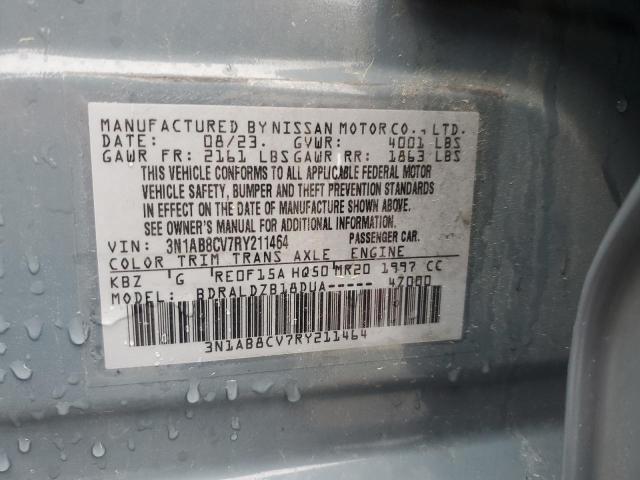 MANUFACTURED BY NISSAN MOTOR CO., LTD.
DATE: 08/23. GVWR: 4001 LBS
GAWR FR: 2161 LBS GAWR RR: 1863 LBS
THIS VEHICLE CONFORMS TO ALL APPLICABLE FEDERAL MOTOR
VEHICLE SAFETY, BUMPER AND THEFT PREVENTION STANDARDS
IN EFFECT ON THE DATE OF MANUFACTURE SHOWN ABOVE.
SEE OWNER'S MANUAL FOR ADDITIONAL INFORMATION.
VIN: 3N1AB8CV7RY211464 PASSENGER CAR.
COLOR TRIM TRANS AXLE ENGINE
KBZ G RE0F15A HQ50 MR20 1997 CC
MODEL: BDRALDZB18DUA----- 4Z000
3N1AB8CV7RY211464